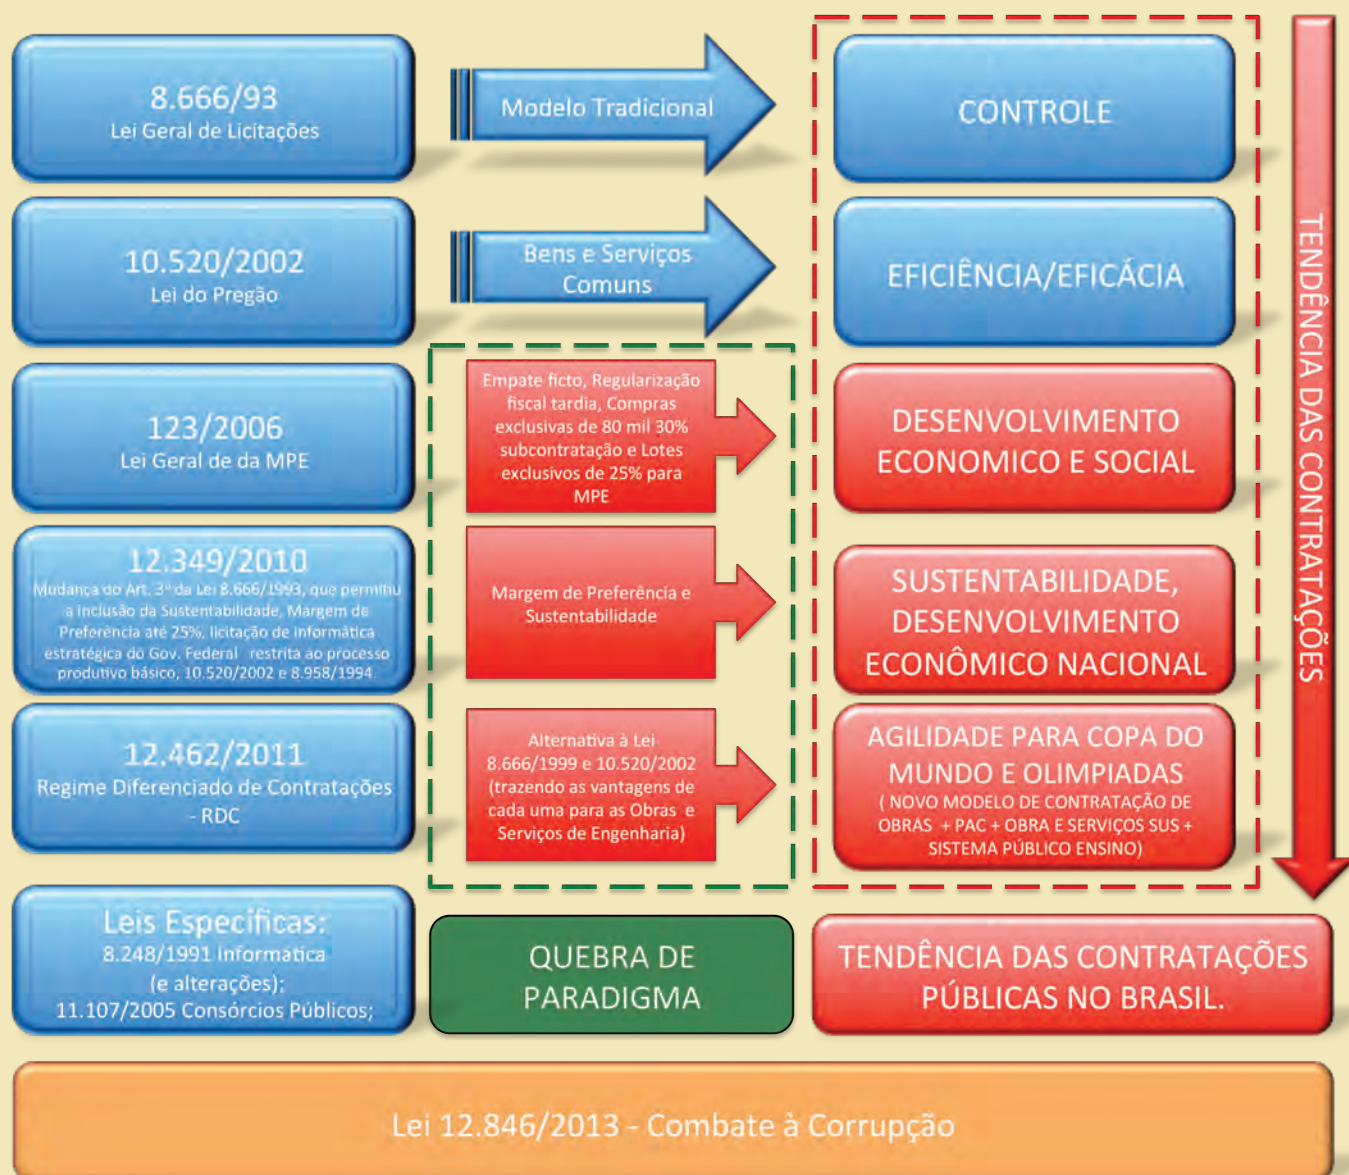 8.666/93
Lei Geral de Licitações
Modelo Tradicional
CONTROLE
10.520/2002
Lei do Pregão
Bens e Serviços
Comuns
EFICIÊNCIA/EFICÁCIA
123/2006
Lei Geral de da MPE
Empate ficto, Regularização
fiscal tardia, Compras
exclusivas de 80 mil 30%
subcontratação e Lotes
exclusivos de 25% para
MPE
DESENVOLVIMENTO
ECONOMICO E SOCIAL
12.349/2010
Mudança do Art. 3º da Lei 8.666/1993, que permitiu
a inclusão da Sustentabilidade, Margem de
Preferência até 25%, licitação de informática
estratégica do Gov. Federal restrita ao processo
produtivo básico, 10.520/2002 e 8.958/1994.
Margem de Preferência e
Sustentabilidade
SUSTENTABILIDADE,
DESENVOLVIMENTO
ECONÔMICO NACIONAL
12.462/2011
Regime Diferenciado de Contratações
- RDC
Alternativa à Lei
8.666/1999 e 10.520/2002
(trazendo as vantagens de
cada uma para as Obras e
Serviços de Engenharia)
AGILIDADE PARA COPA DO
MUNDO E OLIMPIADAS
( NOVO MODELO DE CONTRATAÇÃO DE
OBRAS + PAC + OBRA E SERVIÇOS SUS +
SISTEMA PÚBLICO ENSINO)
TENDÊNCIA DAS CONTRATAÇÕES
Leis Específicas:
8.248/1991 Informática
(e alterações);
11.107/2005 Consórcios Públicos;
QUEBRA DE
PARADIGMA
TENDÊNCIA DAS CONTRATAÇÕES
PÚBLICAS NO BRASIL.
Lei 12.846/2013 - Combate à Corrupção